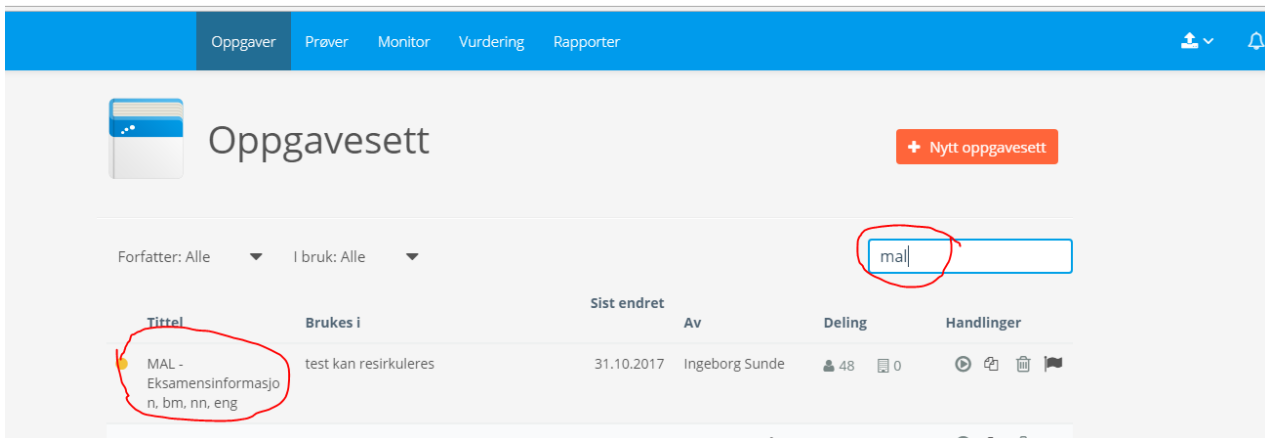 Oppgaver Prøver Monitor Vurdering Rapporter
Oppgavesett
Nytt oppgavesett
Forfatter: Alle I bruk: Alle mal
Tittel Brukes i Sist endret Av Deling Handlinger
MAL - test kan resirkuleres 31.10.2017 Ingeborg Sunde 48 0
Eksamensinformasjo
n, bm, nn, eng